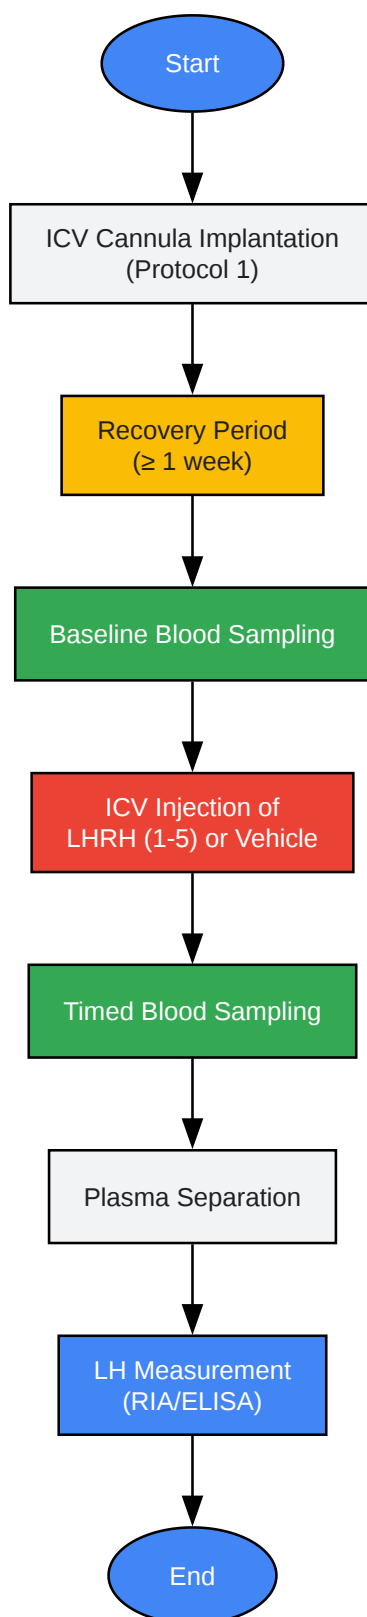 Start
ICV Cannula Implantation
(Protocol 1)
Recovery Period
(≥ 1 week)
Baseline Blood Sampling
ICV Injection of
LHRH (1-5) or Vehicle
Timed Blood Sampling
Plasma Separation
LH Measurement
(RIA/ELISA)
End